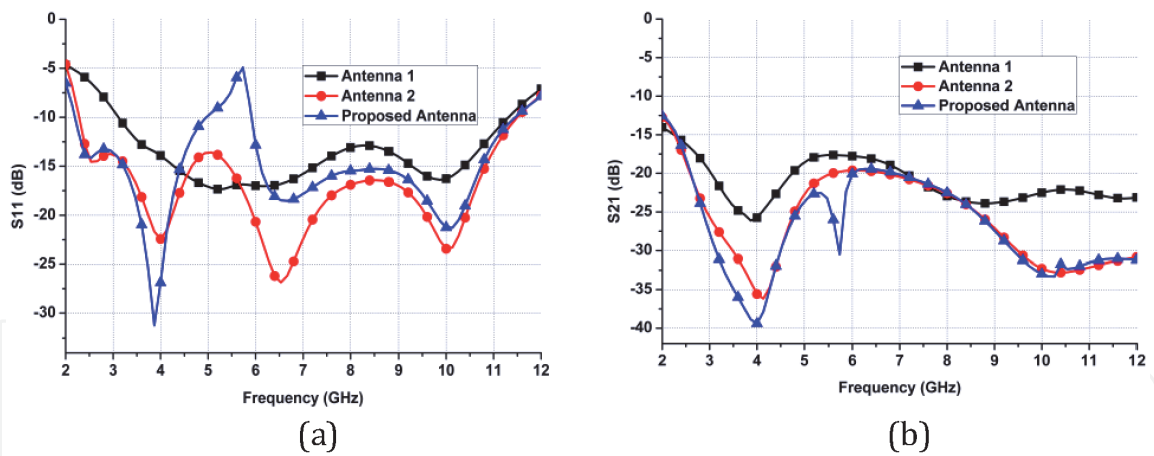 0
-5
-10
-15
-20
-25
-30
S11 (dB)
Antenna 1
Antenna 2
Proposed Antenna
2 3 4 5 6 7 8 9 10 11 12
Frequency (GHz)
(a)
0
-5
-10
-15
-20
-25
-30
-35
-40
S21 (dB)
Antenna 1
Antenna 2
Proposed Antenna
2 3 4 5 6 7 8 9 10 11 12
Frequency (GHz)
(b)